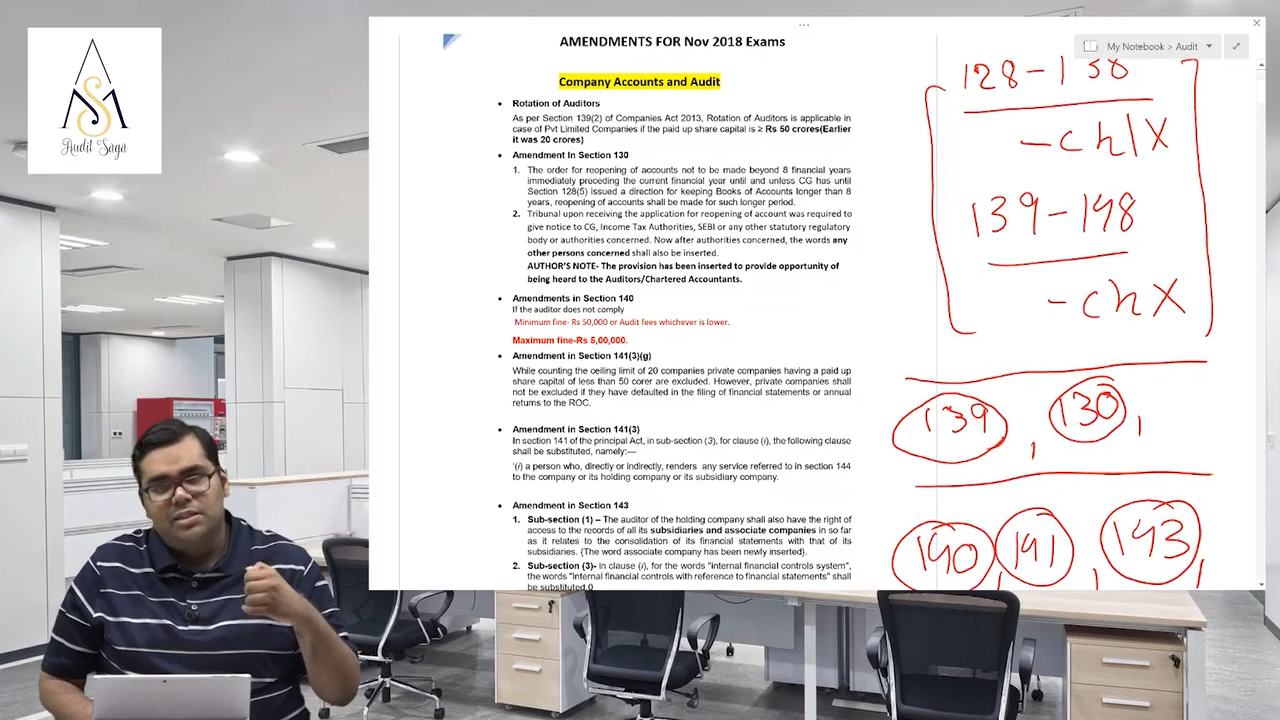 MSA
Audit Saga
AMENDMENTS FOR Nov 2018 Exams
My Notebook > Audit
Company Accounts and Audit
• Rotation of Auditors
As per Section 139(2) of Companies Act 2013, Rotation of Auditors is applicable in
case of Pvt Limited Companies if the paid up share capital is ≥ Rs 50 crores(Earlier
it was 20 crores)
• Amendment In Section 130
1. The order for reopening of accounts not to be made beyond 8 financial years
immediately preceding the current financial year until and unless CG has until
Section 128(5) issued a direction for keeping Books of Accounts longer than 8
years, reopening of accounts shall be made for such longer period.
2. Tribunal upon receiving the application for reopening of account was required to
give notice to CG, Income Tax Authorities, SEBI or any other statutory regulatory
body or authorities concerned. Now after authorities concerned, the words any
other persons concerned shall also be inserted.
AUTHOR'S NOTE- The provision has been inserted to provide opportunity of
being heard to the Auditors/Chartered Accountants.
• Amendments in Section 140
If the auditor does not comply
Minimum fine- Rs 50,000 or Audit fees whichever is lower.
Maximum fine-Rs 5,00,000.
• Amendment in Section 141(3)(g)
While counting the ceiling limit of 20 companies private companies having a paid up
share capital of less than 50 corer are excluded. However, private companies shall
not be excluded if they have defaulted in the filing of financial statements or annual
returns to the ROC.
• Amendment in Section 141(3)
In section 141 of the principal Act, in sub-section (3), for clause (i), the following clause
shall be substituted, namely:—
'(i) a person who, directly or indirectly, renders any service referred to in section 144
to the company or its holding company or its subsidiary company.
• Amendment in Section 143
1. Sub-section (1) – The auditor of the holding company shall also have the right of
access to the records of all its subsidiaries and associate companies in so far
as it relates to the consolidation of its financial statements with that of its
subsidiaries. {The word associate company has been newly inserted}.
2. Sub-section (3)- In clause (i), for the words "internal financial controls system",
the words "internal financial controls with reference to financial statements" shall
be substituted.0
128-138
- ch IX
139-148
- ch X
139, 130,
140, 141, 143,